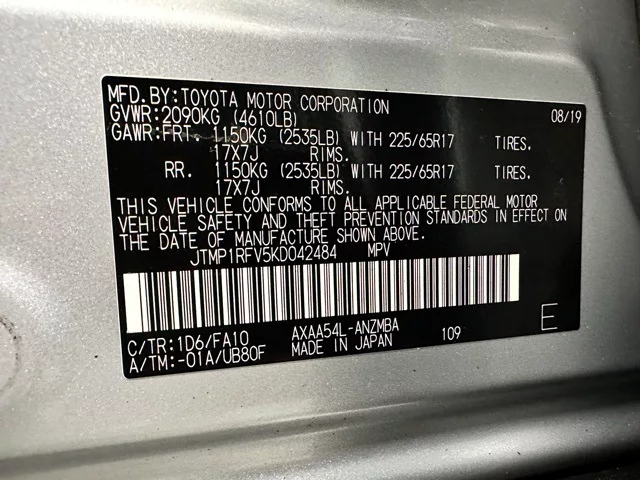 MFD.BY:TOYOTA MOTOR CORPORATION 08/19
GVWR:2090KG (4610LB)
GAWR:FRT. 1150KG (2535LB) WITH 225/65R17 TIRES.
17X7J RIMS.
RR. 1150KG (2535LB) WITH 225/65R17 TIRES.
17X7J RIMS.
THIS VEHICLE CONFORMS TO ALL APPLICABLE FEDERAL MOTOR
VEHICLE SAFETY AND THEFT PREVENTION STANDARDS IN EFFECT ON
THE DATE OF MANUFACTURE SHOWN ABOVE.
JTMP1RFV5KD042484 MPV
C/TR:1D6/FA10 AXAA54L-ANZMBA 109 E
A/TM:-01A/UB80F MADE IN JAPAN